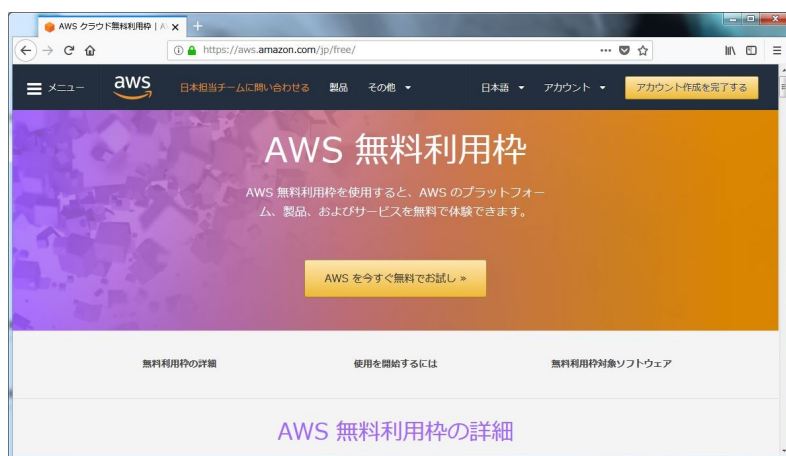 AWS クラウド無料利用枠 | A
https://aws.amazon.com/jp/free/
メニュー
aws
日本担当チームに問い合わせる
製品
その他
日本語
アカウント
アカウント作成を完了する
AWS 無料利用枠
AWS 無料利用枠を使用すると、AWS のプラットフォー
ム、製品、およびサービスを無料で体験できます。
AWS を今すぐ無料でお試し »
無料利用枠の詳細
使用を開始するには
無料利用枠対象ソフトウェア
AWS 無料利用枠の詳細